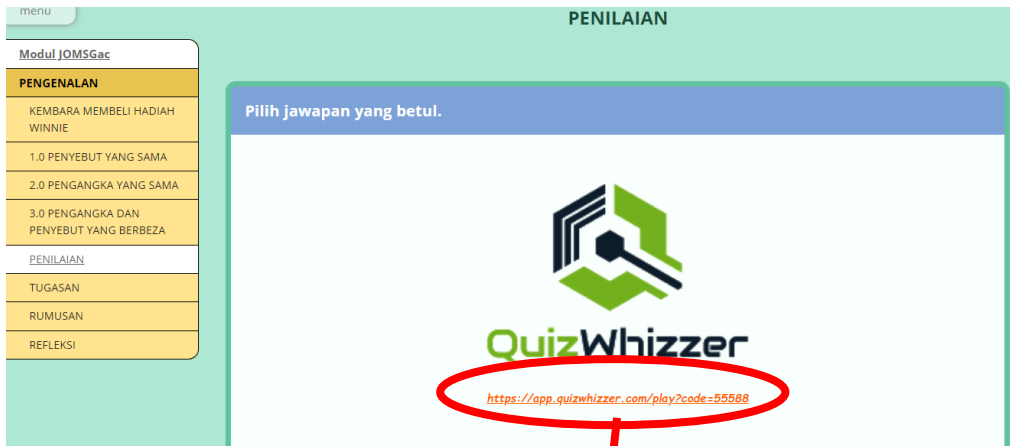 menu
PENILAIAN
Modul JOMSGac
PENGENALAN
KEMBARA MEMBELI HADIAH
WINNIE
1.0 PENYEBUT YANG SAMA
2.0 PENGANGKA YANG SAMA
3.0 PENGANGKA DAN
PENYEBUT YANG BERBEZA
PENILAIAN
TUGASAN
RUMUSAN
REFLEKSI
Pilih jawapan yang betul.
QuizWhizzer
https://app.quizwhizzer.com/play?code=55588